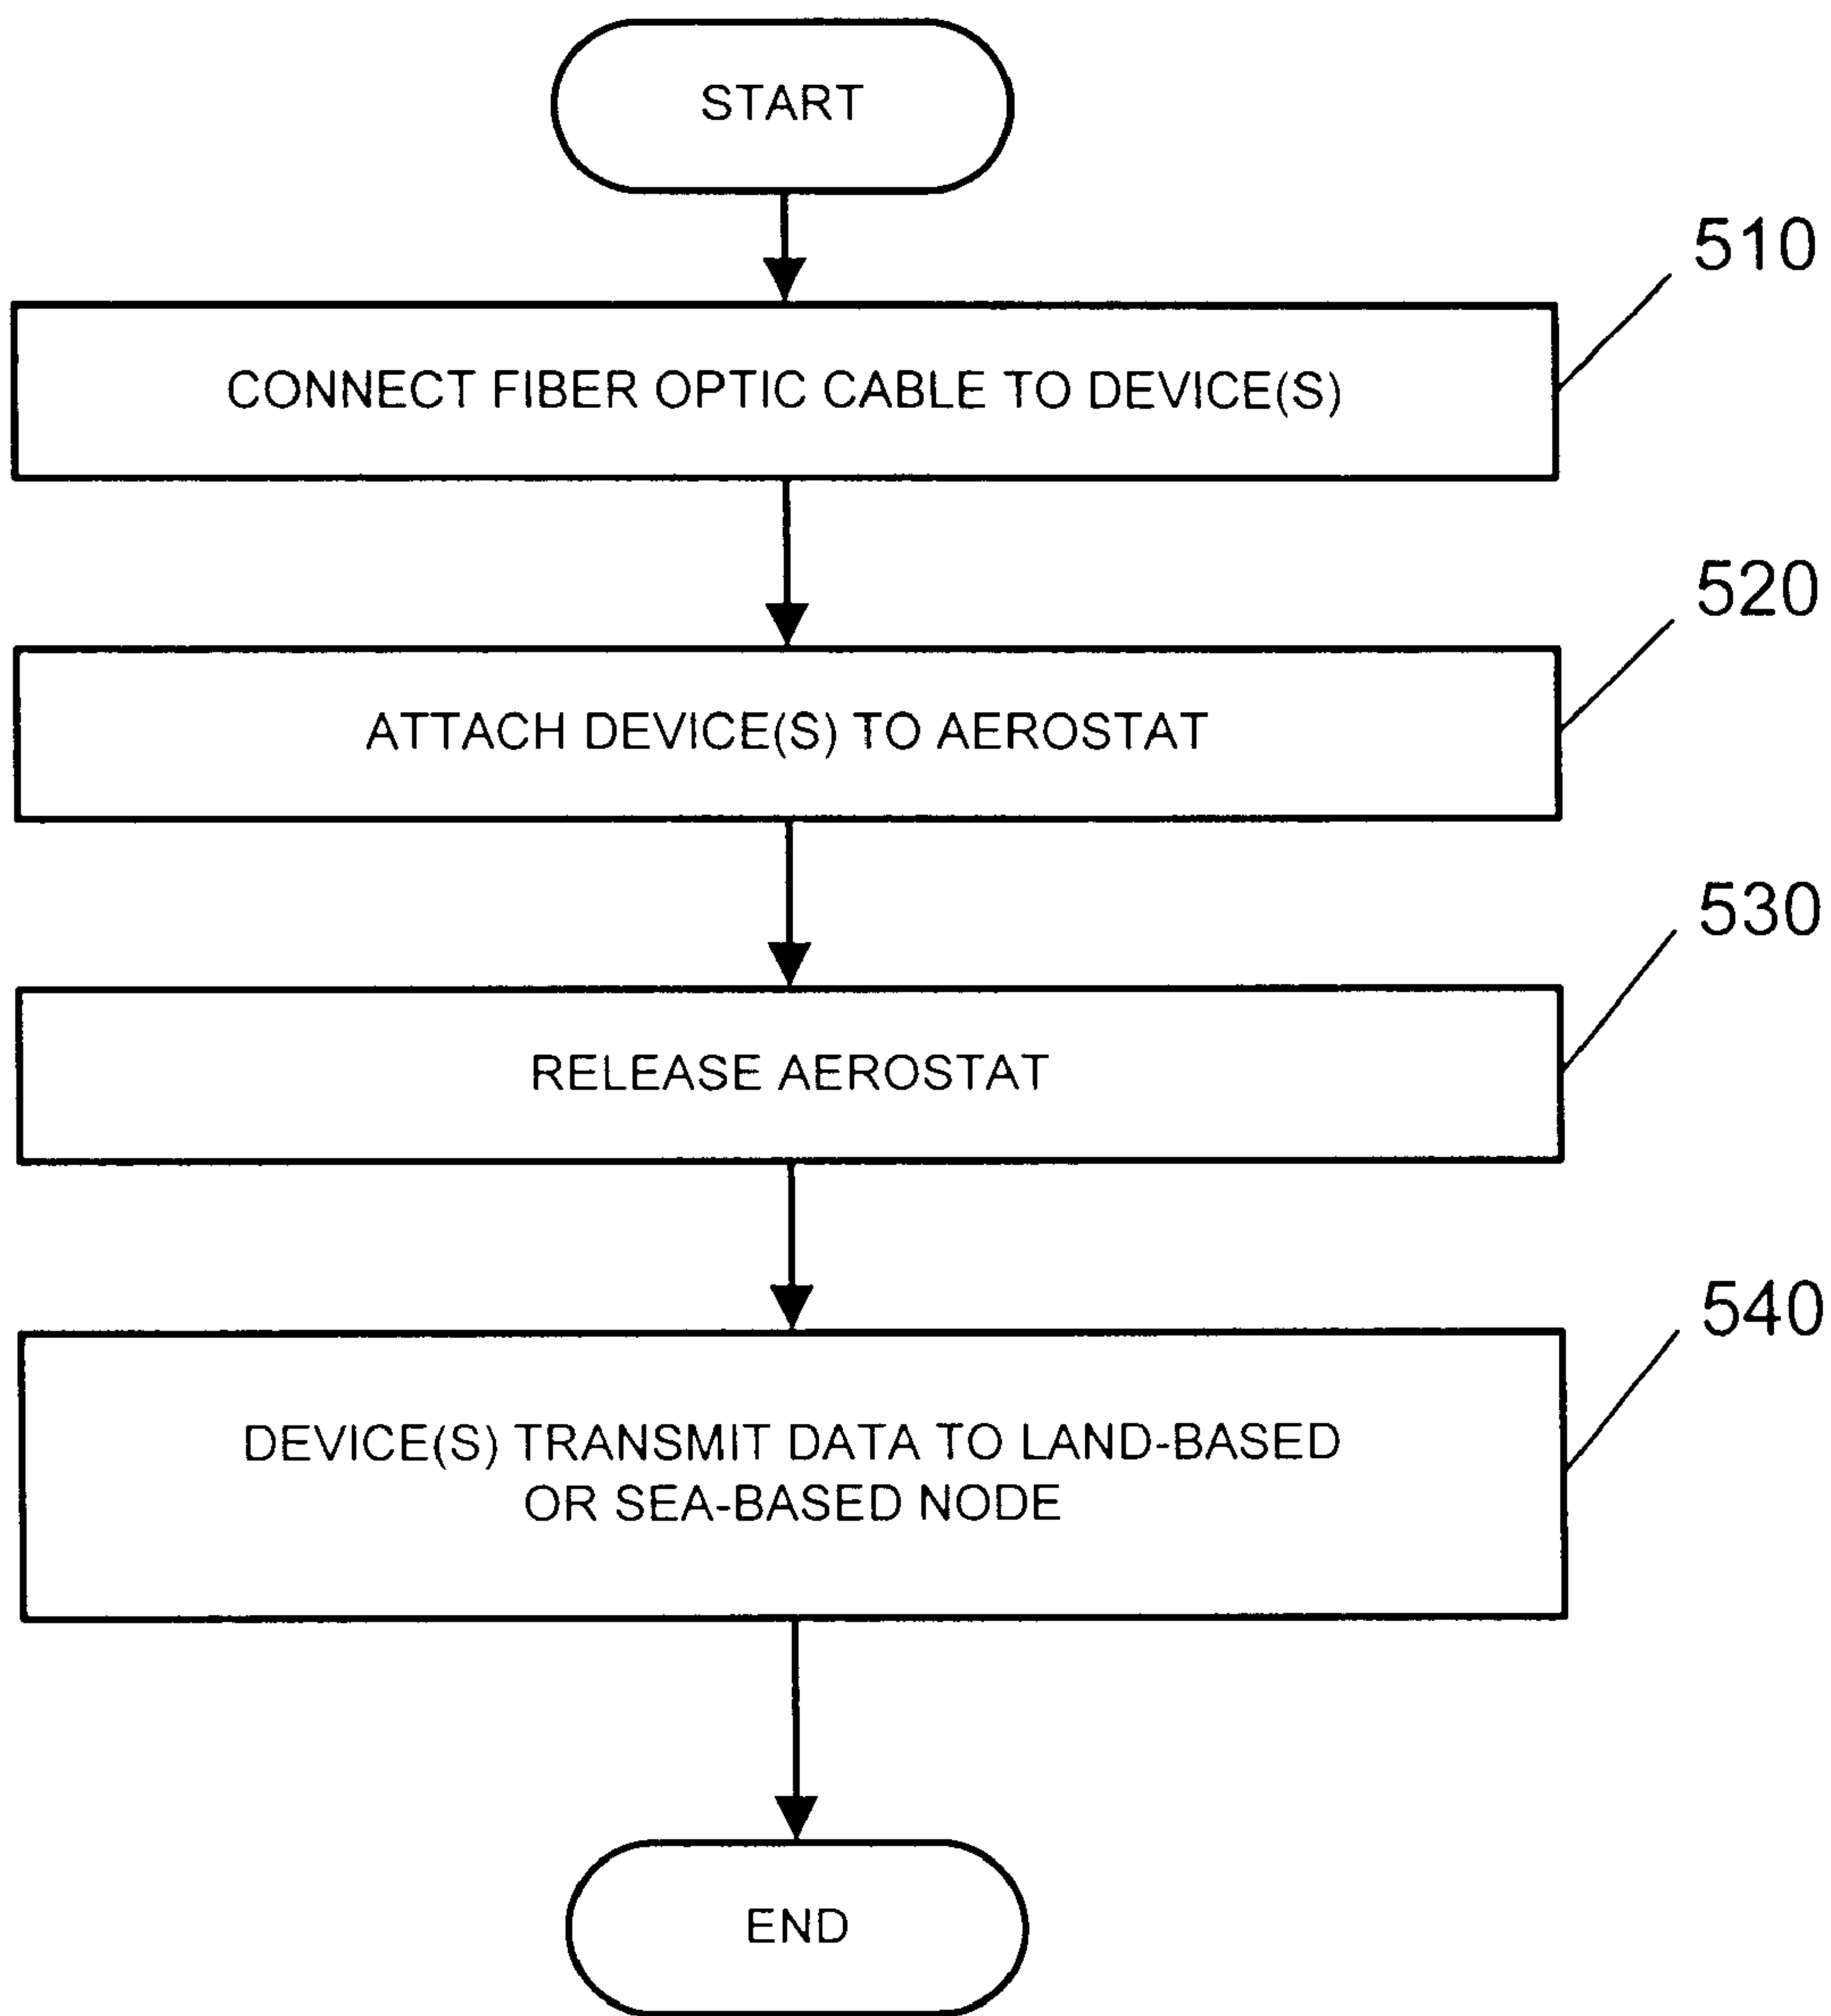 START
510
CONNECT FIBER OPTIC CABLE TO DEVICE(S)
520
ATTACH DEVICE(S) TO AEROSTAT
530
RELEASE AEROSTAT
540
DEVICE(S) TRANSMIT DATA TO LAND-BASED
OR SEA-BASED NODE
END